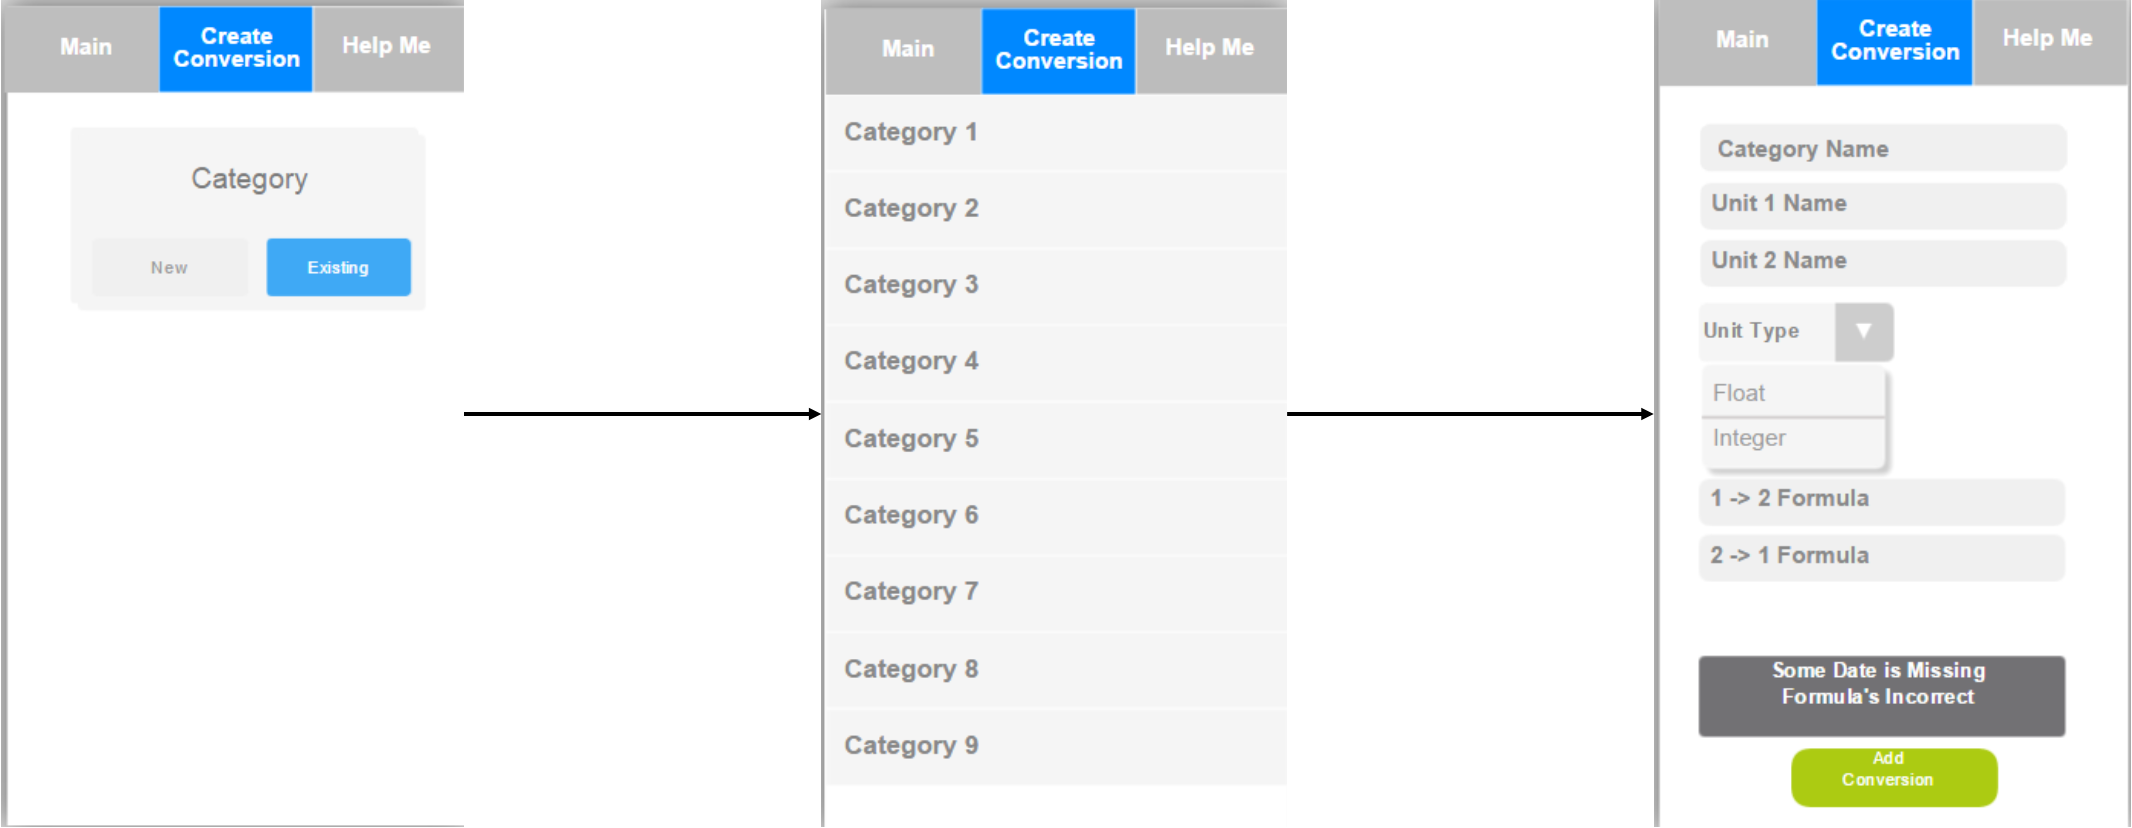 Main
Create
Conversion
Help Me
Category
New
Existing
Main
Create
Conversion
Help Me
Category 1
Category 2
Category 3
Category 4
Category 5
Category 6
Category 7
Category 8
Category 9
Main
Create
Conversion
Help Me
Category Name
Unit 1 Name
Unit 2 Name
Unit Type
Float
Integer
1 -> 2 Formula
2 -> 1 Formula
Some Date is Missing
Formula's Incorrect
Add
Conversion